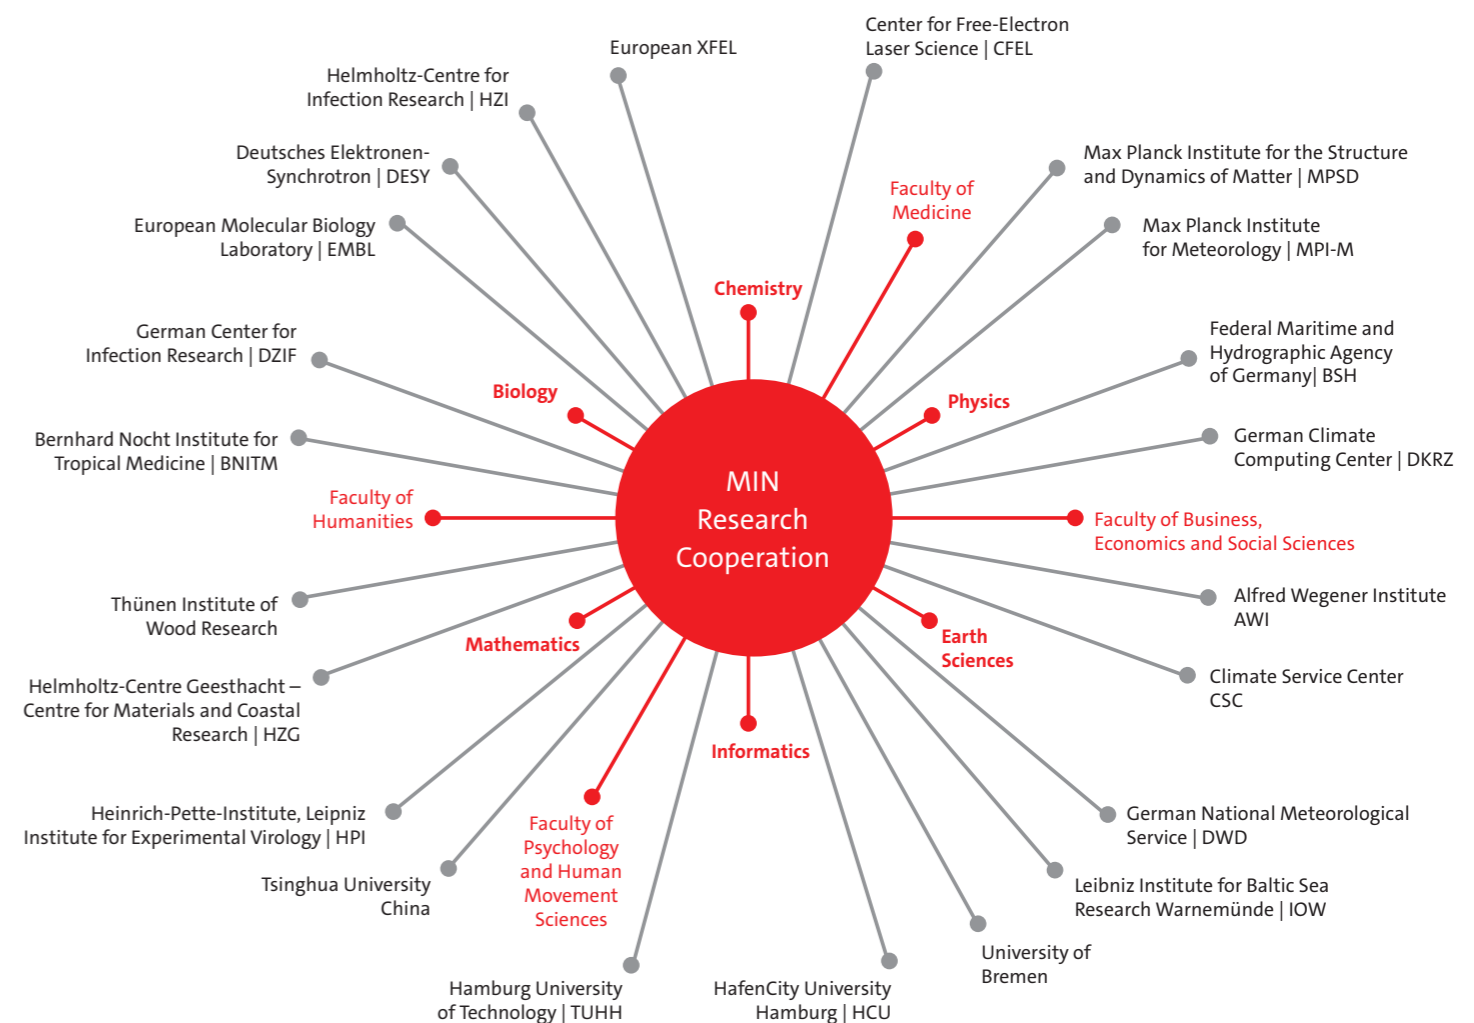 Center for Free-Electron
Laser Science | CFEL
European XFEL
Helmholtz-Centre for
Infection Research | HZI
Deutsches Elektronen-
Synchrotron | DESY
Max Planck Institute for the Structure
and Dynamics of Matter | MPSD
Faculty of
Medicine
European Molecular Biology
Laboratory | EMBL
Max Planck Institute
for Meteorology | MPI-M
Chemistry
German Center for
Infection Research | DZIF
Federal Maritime and
Hydrographic Agency
of Germany| BSH
Biology
Physics
Bernhard Nocht Institute for
Tropical Medicine | BNITM
German Climate
Computing Center | DKRZ
MIN
Research
Cooperation
Faculty of
Humanities
Faculty of Business,
Economics and Social Sciences
Thünen Institute of
Wood Research
Alfred Wegener Institute
AWI
Mathematics
Earth
Sciences
Helmholtz-Centre Geesthacht –
Centre for Materials and Coastal
Research | HZG
Climate Service Center
CSC
Informatics
Heinrich-Pette-Institute, Leipniz
Institute for Experimental Virology | HPI
Faculty of
Psychology
and Human
Movement
Sciences
German National Meteorological
Service | DWD
Tsinghua University
China
Leibniz Institute for Baltic Sea
Research Warnemünde | IOW
University of
Bremen
Hamburg University
of Technology | TUHH
HafenCity University
Hamburg | HCU